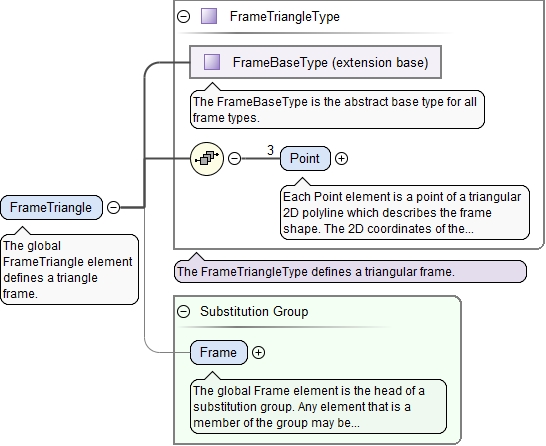 FrameTriangleType
FrameBaseType (extension base)
The FrameBaseType is the abstract base type for all
frame types.
3
Point
Each Point element is a point of a triangular
2D polyline which describes the frame
shape. The 2D coordinates of the...
FrameTriangle
The global
FrameTriangle element
defines a triangle
frame.
The FrameTriangleType defines a triangular frame.
Substitution Group
Frame
The global Frame element is the head of a
substitution group. Any element that is a
member of the group may be...